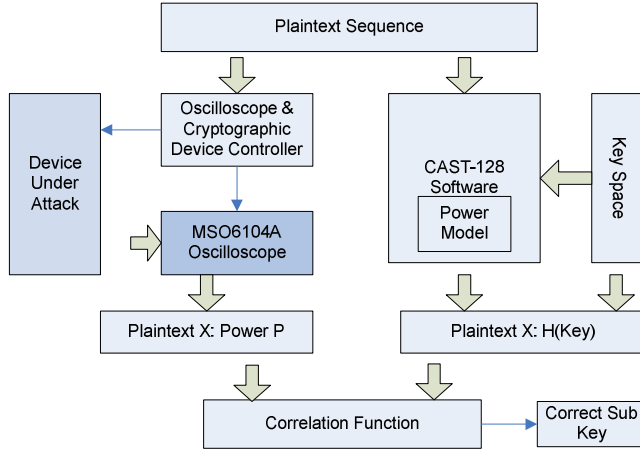 Plaintext Sequence
Oscilloscope &
Cryptographic
Device Controller
Device
Under
Attack
CAST-128
Software
Power
Model
Key Space
MSO6104A
Oscilloscope
Plaintext X: Power P
Plaintext X: H(Key)
Correlation Function
Correct Sub
Key